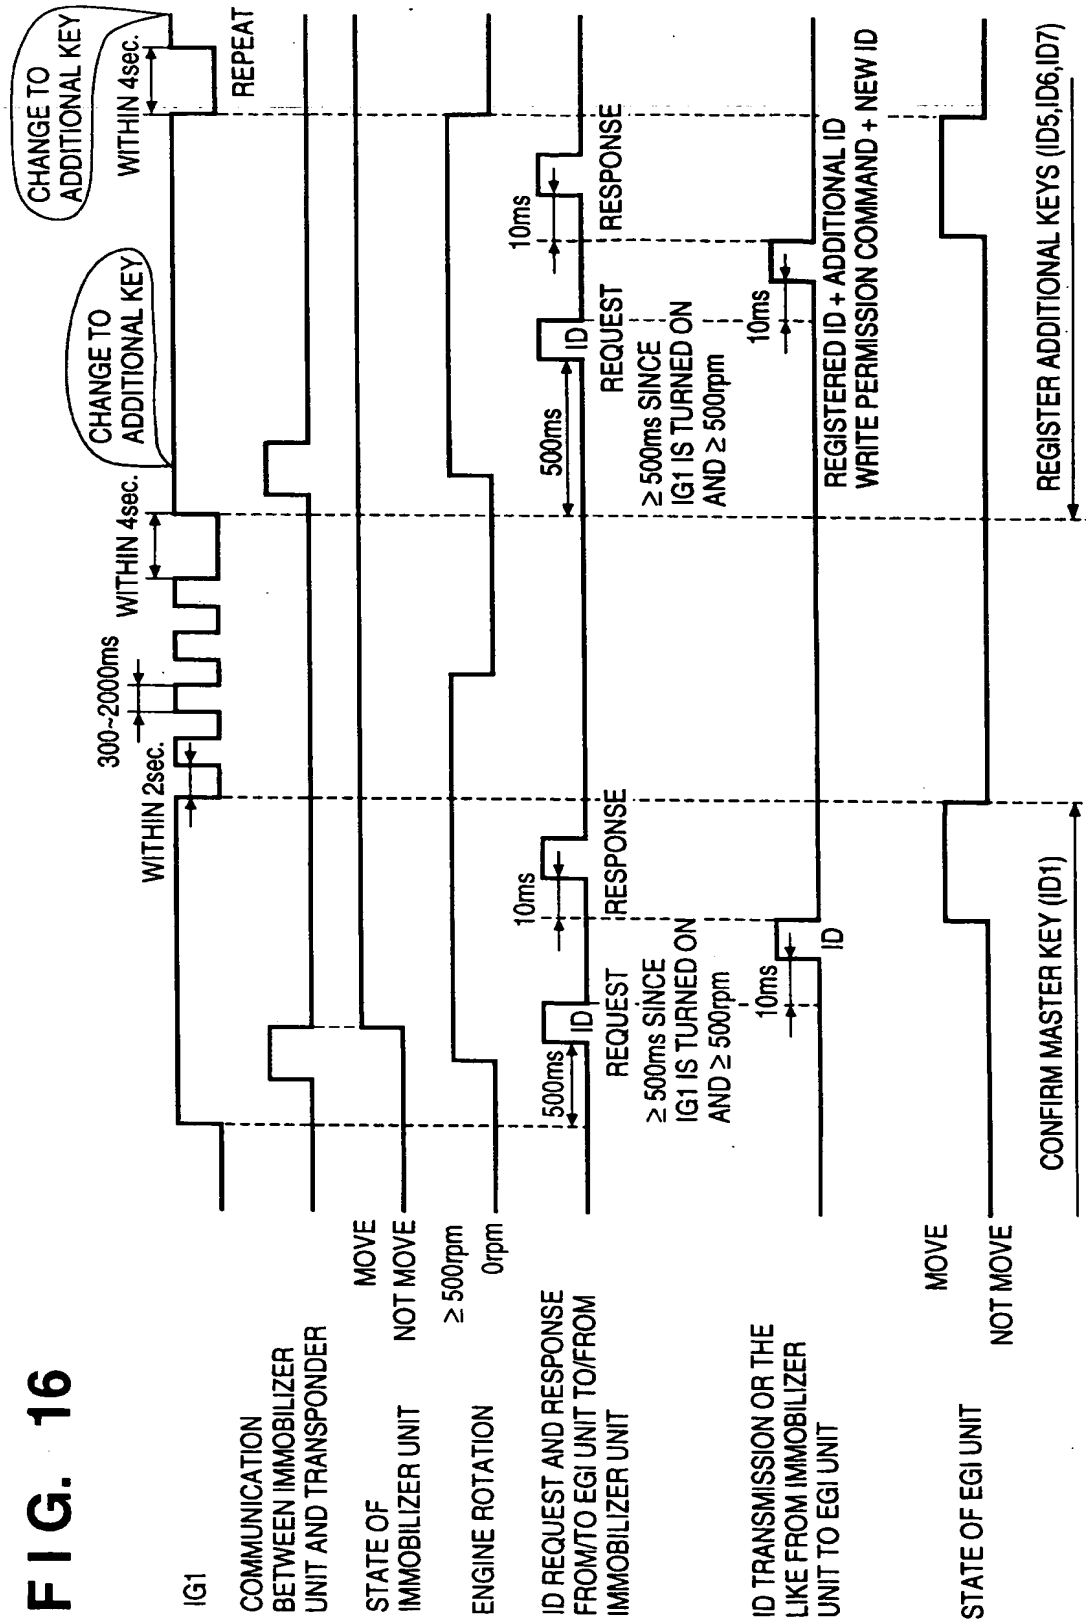 FIG. 16
IG1
COMMUNICATION
BETWEEN IMMOBILIZER
UNIT AND TRANSPONDER
STATE OF
IMMOBILIZER UNIT
MOVE
NOT MOVE
ENGINE ROTATION
≥ 500rpm
0rpm
ID REQUEST AND RESPONSE
FROM/TO EGI UNIT TO/FROM
IMMOBILIZER UNIT
ID TRANSMISSION OR THE
LIKE FROM IMMOBILIZER
UNIT TO EGI UNIT
STATE OF EGI UNIT
MOVE
NOT MOVE
WITHIN 2sec.
300~2000ms
WITHIN 4sec.
CHANGE TO
ADDITIONAL KEY
WITHIN 4sec.
CHANGE TO
ADDITIONAL KEY
REPEAT
500ms
ID
REQUEST
≥ 500ms SINCE
IG1 IS TURNED ON
AND ≥ 500rpm
10ms
RESPONSE
500ms
ID
REQUEST
≥ 500ms SINCE
IG1 IS TURNED ON
AND ≥ 500rpm
10ms
RESPONSE
10ms
ID
10ms
REGISTERED ID + ADDITIONAL ID
WRITE PERMISSION COMMAND + NEW ID
CONFIRM MASTER KEY (ID1)
REGISTER ADDITIONAL KEYS (ID5,ID6,ID7)